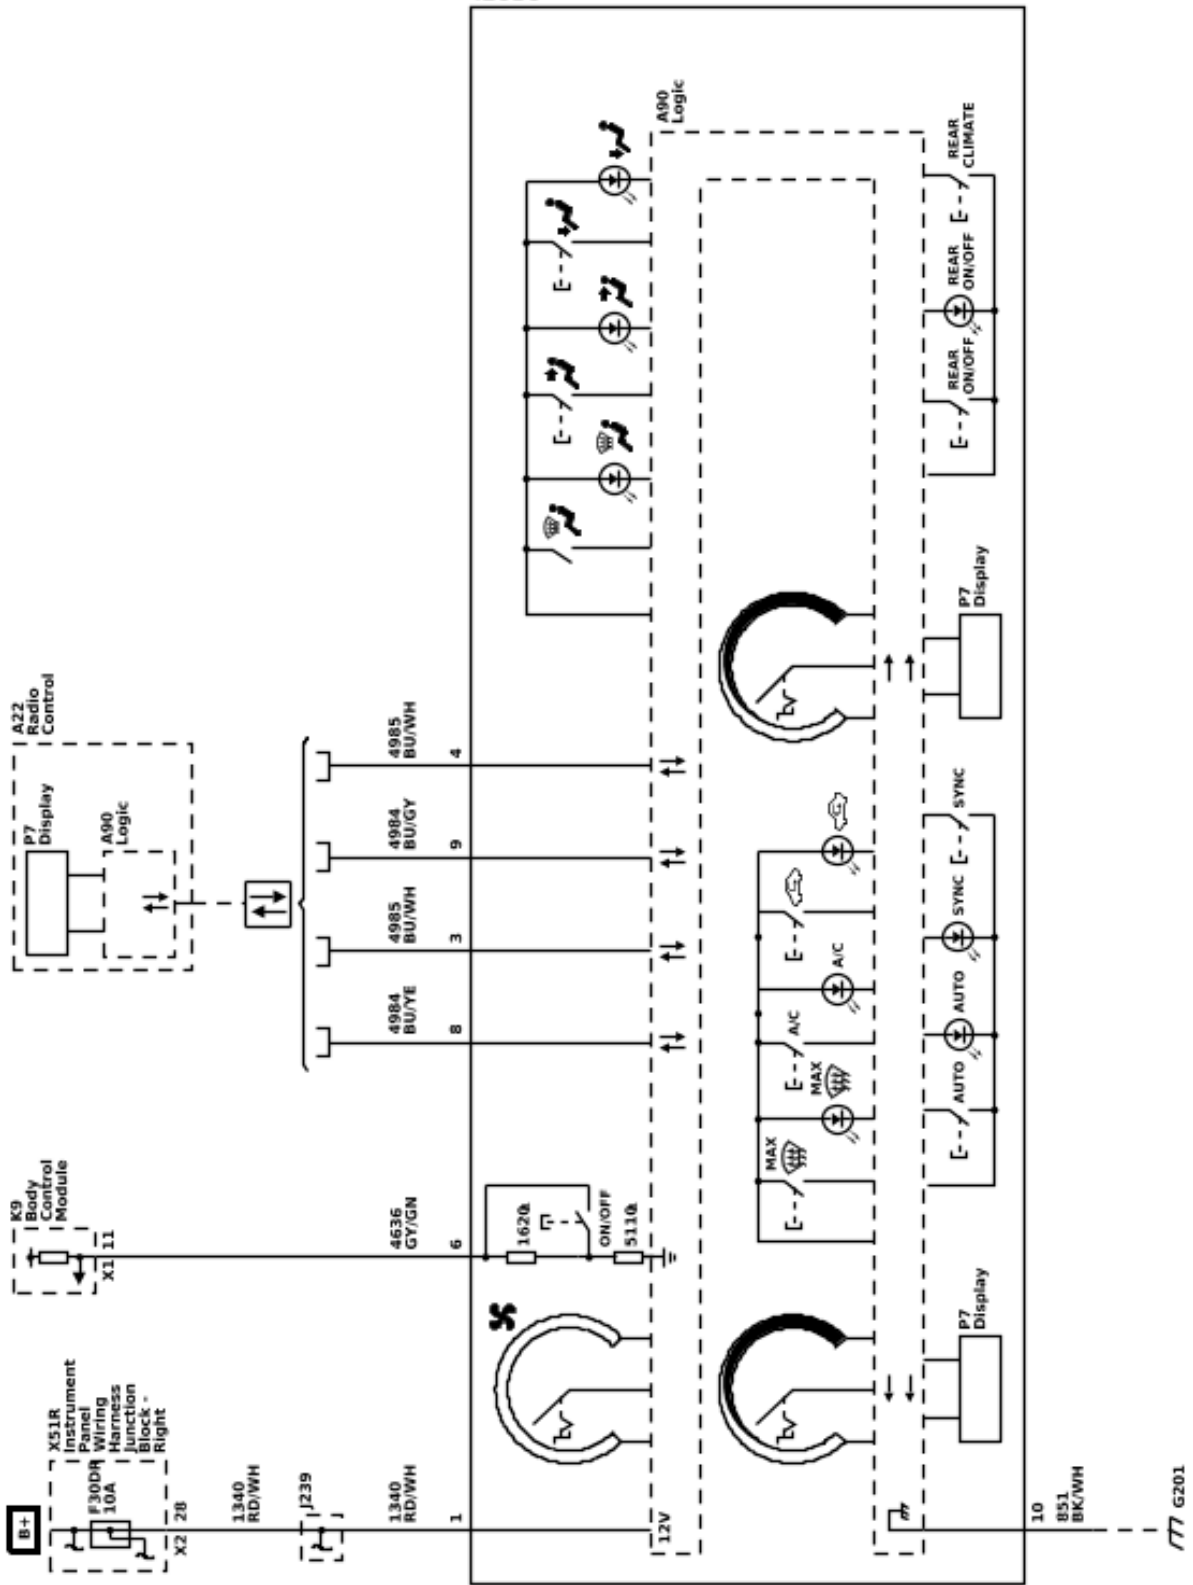 B+
X51R
Instrument
Panel
Wiring
Harness
Junction
Block -
Right
F30DR
10A
X2
28
1340
RD/WH
J239
1340
RD/WH
1
12V
K9
Body
Control
Module
X1
11
4636
GY/GN
6
1620Ω
ON/OFF
5110Ω
A22
Radio
Control
P7
Display
A90
Logic
4984
BU/YE
8
4985
BU/WH
3
4984
BU/GY
9
4985
BU/WH
4
A90
Logic
MAX
MAX
A/C
A/C
P7
Display
AUTO
AUTO
SYNC
SYNC
P7
Display
REAR
ON/OFF
REAR
ON/OFF
REAR
CLIMATE
10
851
BK/WH
G201